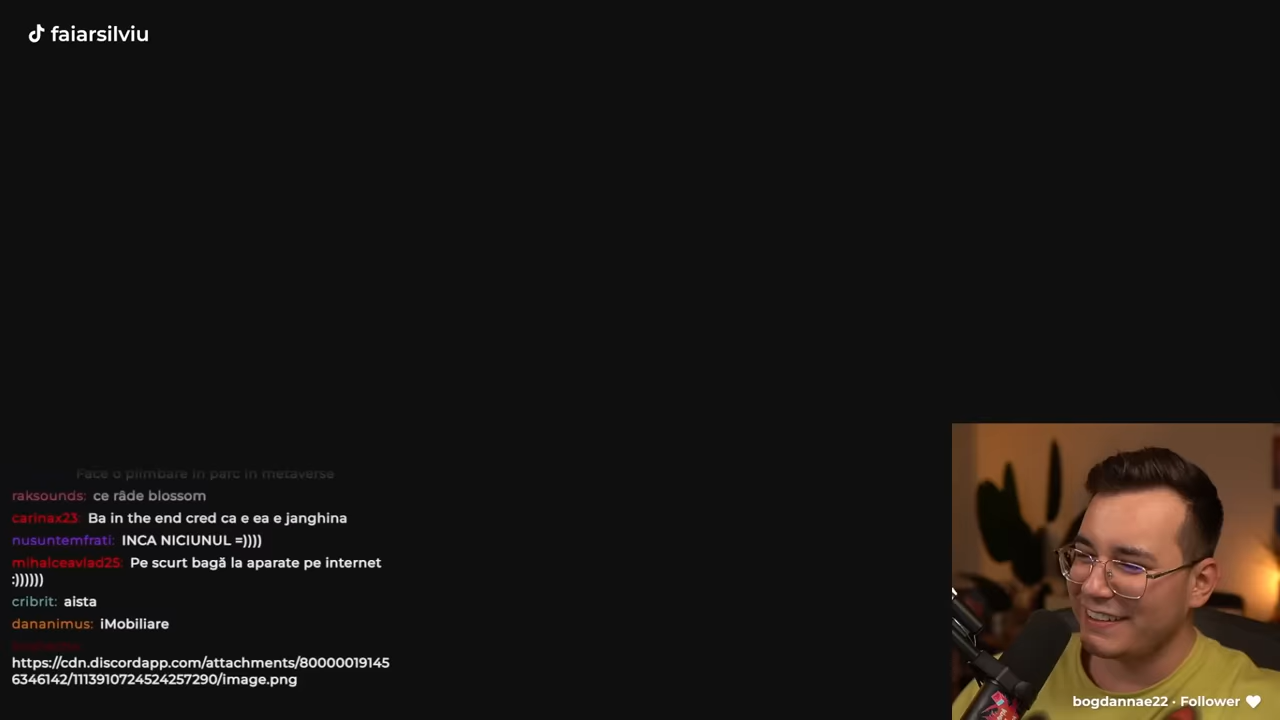 faiarsilviu
Face o plimbare in parc in metaverse
raksounds: ce râde blossom
carinax23: Ba in the end cred ca e ea e janghina
nusuntemfrati: INCA NICIUNUL =))))
mihalceavlad25: Pe scurt bagă la aparate pe internet
:))))))
cribrit: aista
dananimus: iMobiliare
https://cdn.discordapp.com/attachments/80000019145
6346142/1113910724524257290/image.png
bogdannae22 · Follower